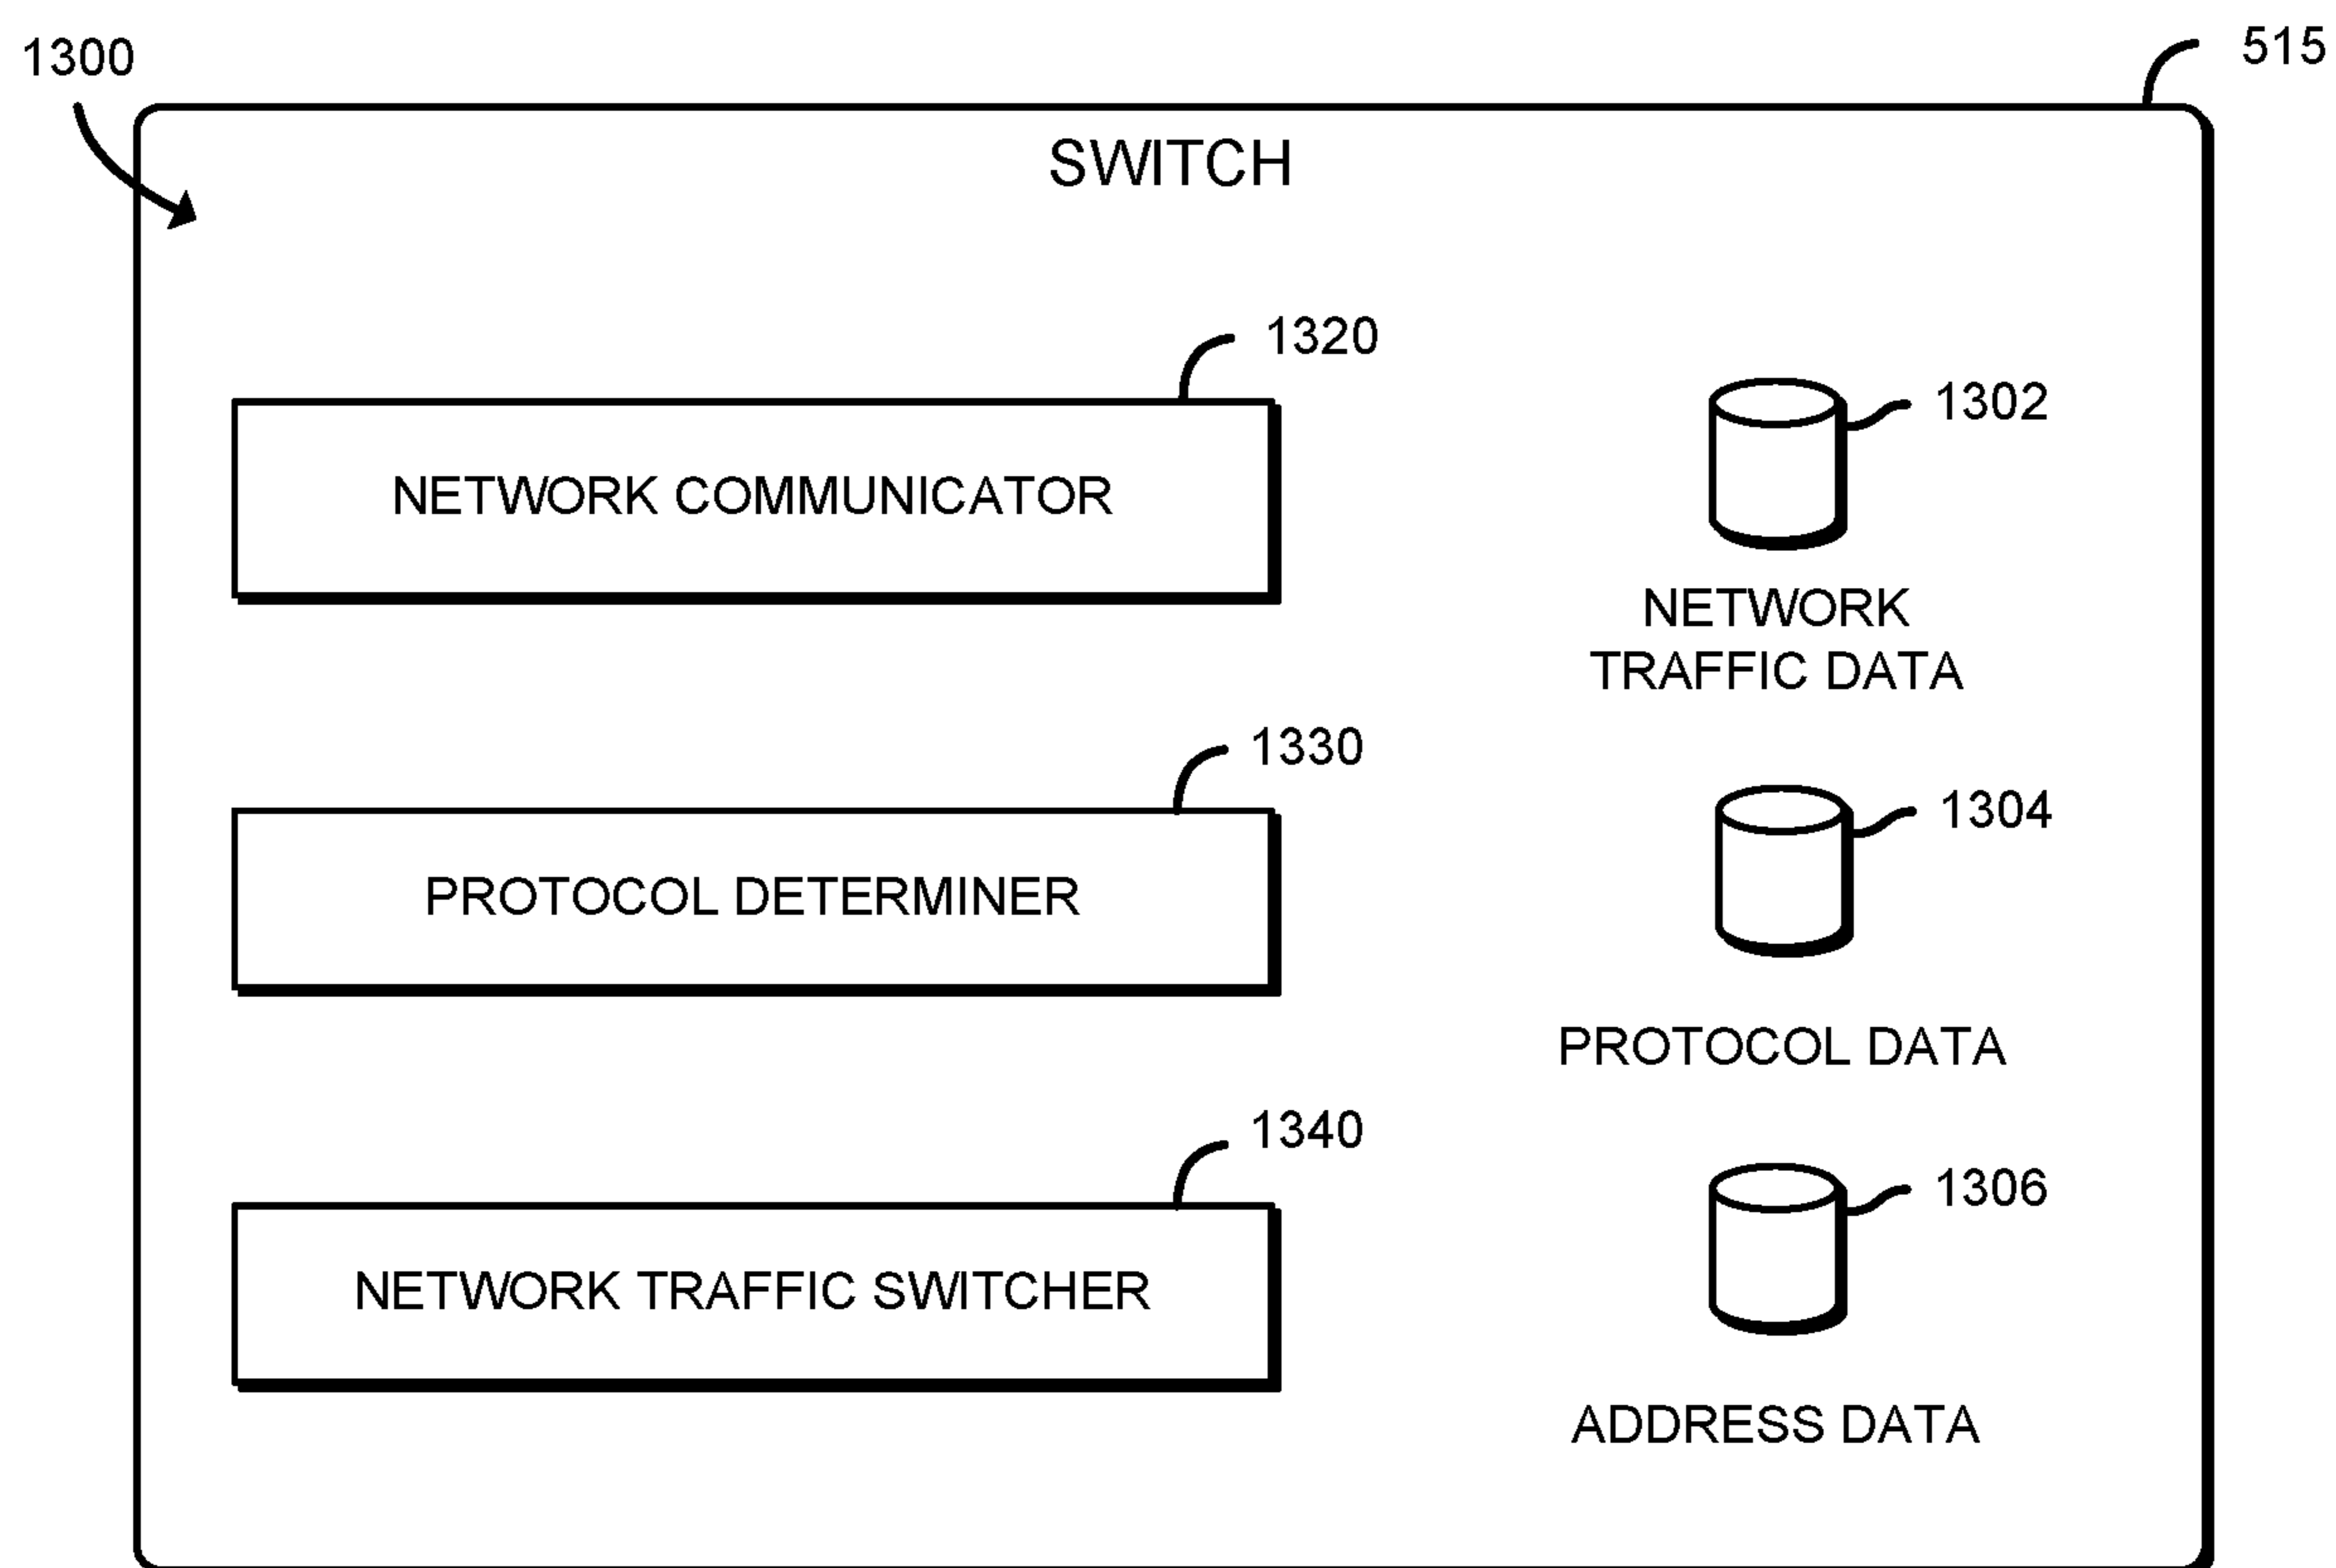 1300
515
SWITCH
1320
NETWORK COMMUNICATOR
1302
NETWORK
TRAFFIC DATA
1330
PROTOCOL DETERMINER
1304
PROTOCOL DATA
1340
NETWORK TRAFFIC SWITCHER
1306
ADDRESS DATA